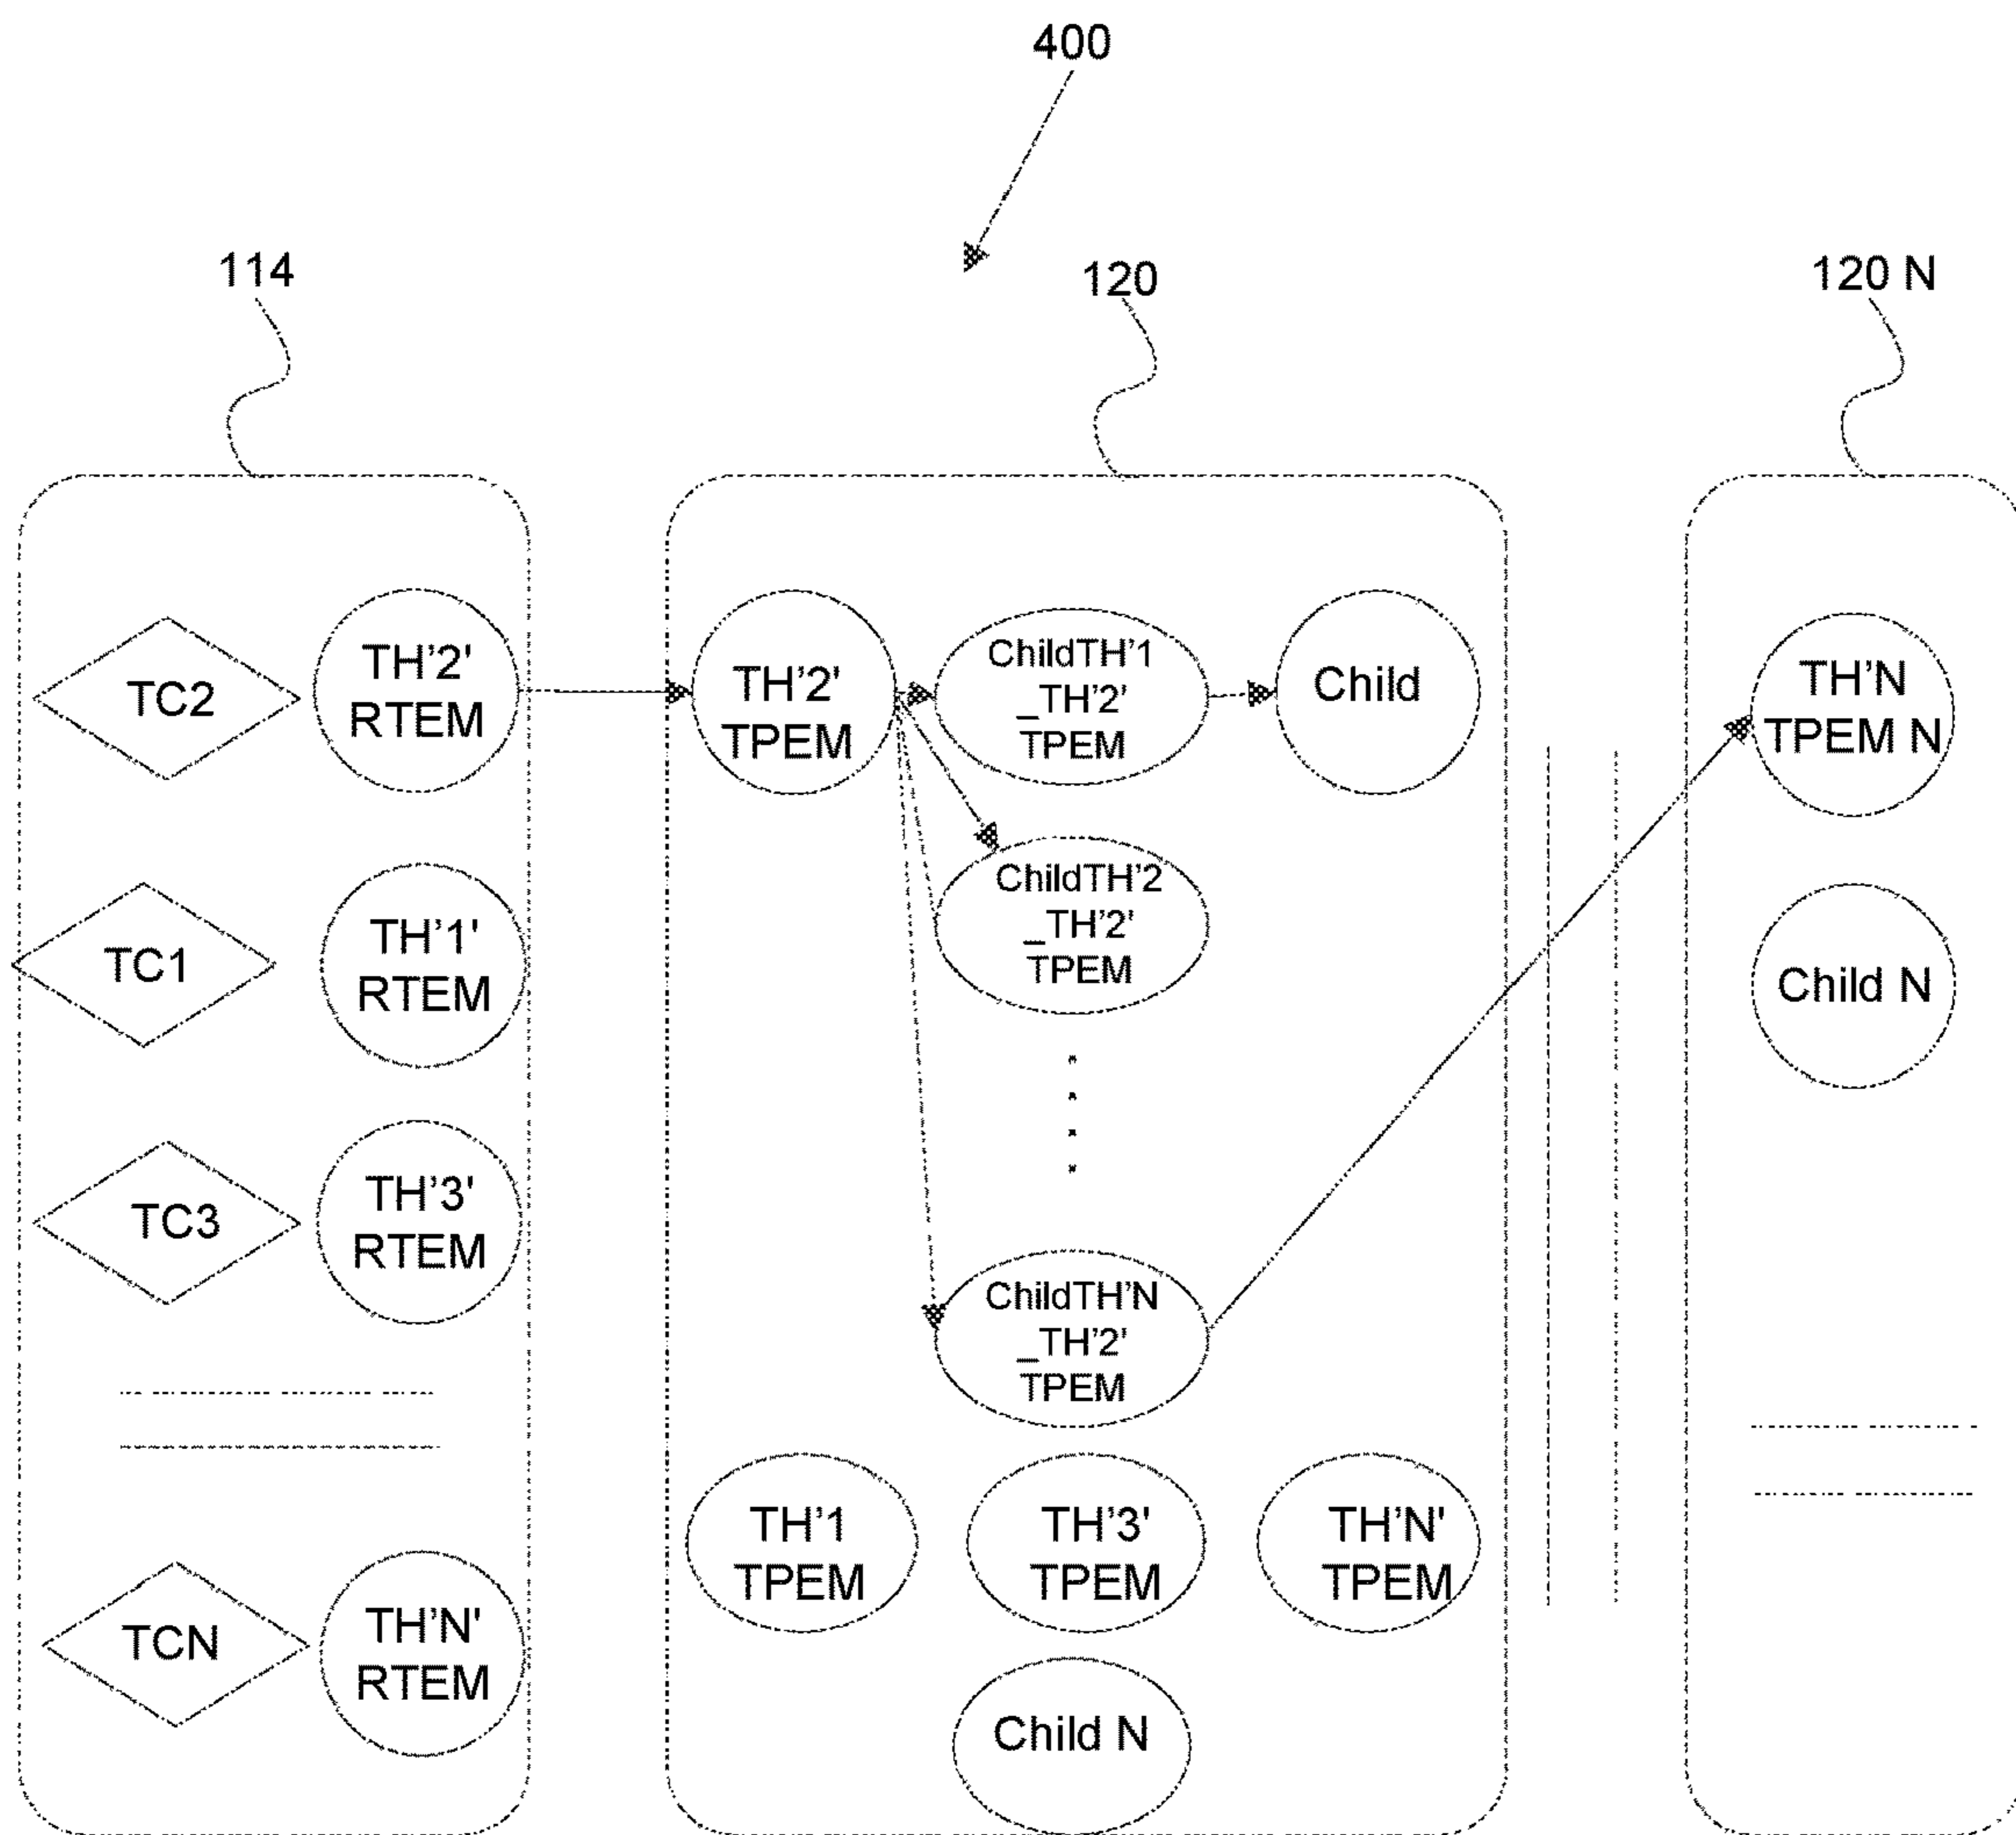 400
114
120
120 N
TC2
TH'2'
RTEM
TH'2'
TPEM
ChildTH'1
_TH'2'
TPEM
Child
TH'N
TPEM N
ChildTH'2
_TH'2'
TPEM
TC1
TH'1'
RTEM
Child N
TC3
TH'3'
RTEM
ChildTH'N
_TH'2'
TPEM
TH'1
TPEM
TH'3'
TPEM
TH'N'
TPEM
TCN
TH'N'
RTEM
Child N